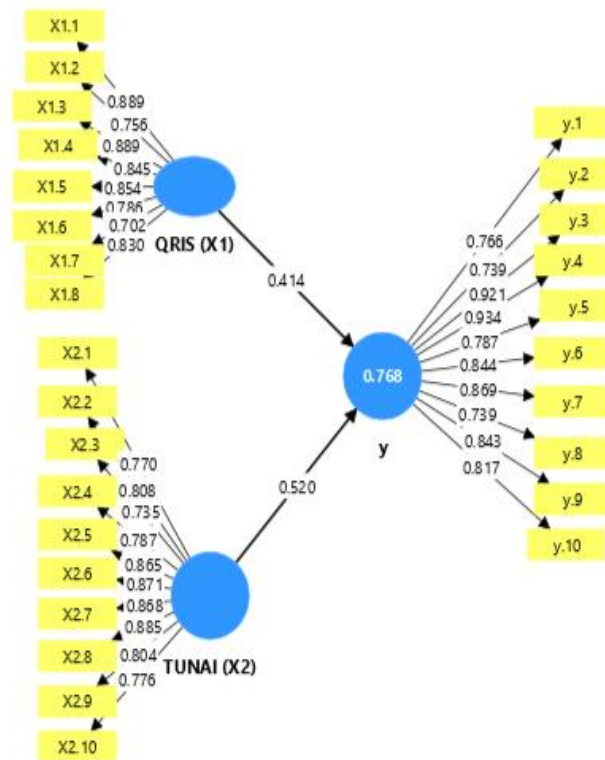 X1.1
X1.2
X1.3
X1.4
X1.5
X1.6
X1.7
X1.8
0.889
0.756
0.889
0.845
0.854
0.786
0.702
0.830
QRIS (X1)
0.414
X2.1
X2.2
X2.3
X2.4
X2.5
X2.6
X2.7
X2.8
X2.9
X2.10
0.770
0.808
0.735
0.787
0.865
0.871
0.868
0.885
0.804
0.776
TUNAI (X2)
0.520
0.768
y
0.766
0.739
0.921
0.934
0.787
0.844
0.869
0.739
0.843
0.817
y.1
y.2
y.3
y.4
y.5
y.6
y.7
y.8
y.9
y.10